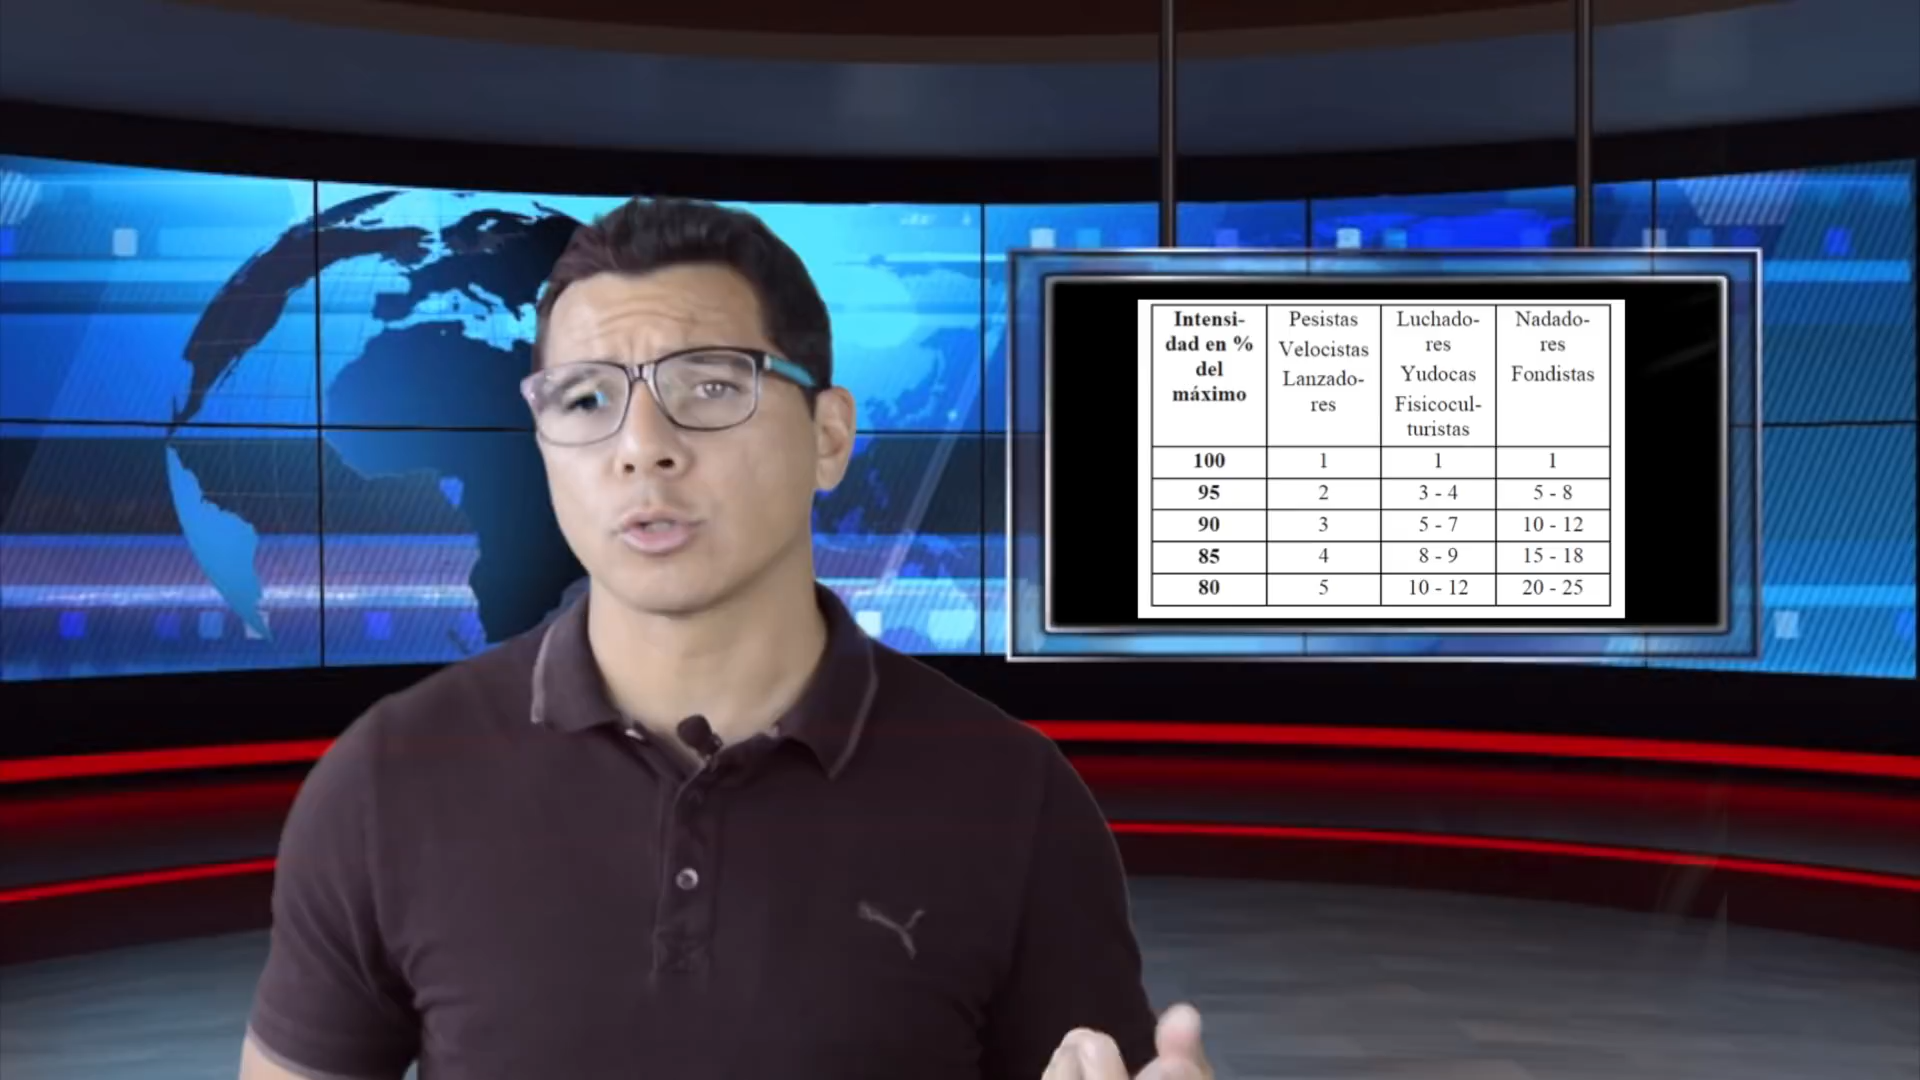 Intensi-
dad en %
del
máximo
Pesistas
Velocistas
Lanzado-
res
Luchado-
res
Yudocas
Fisicocul-
turistas
Nadado-
res
Fondistas
100 1 1 1
95 2 3 - 4 5 - 8
90 3 5 - 7 10 - 12
85 4 8 - 9 15 - 18
80 5 10 - 12 20 - 25